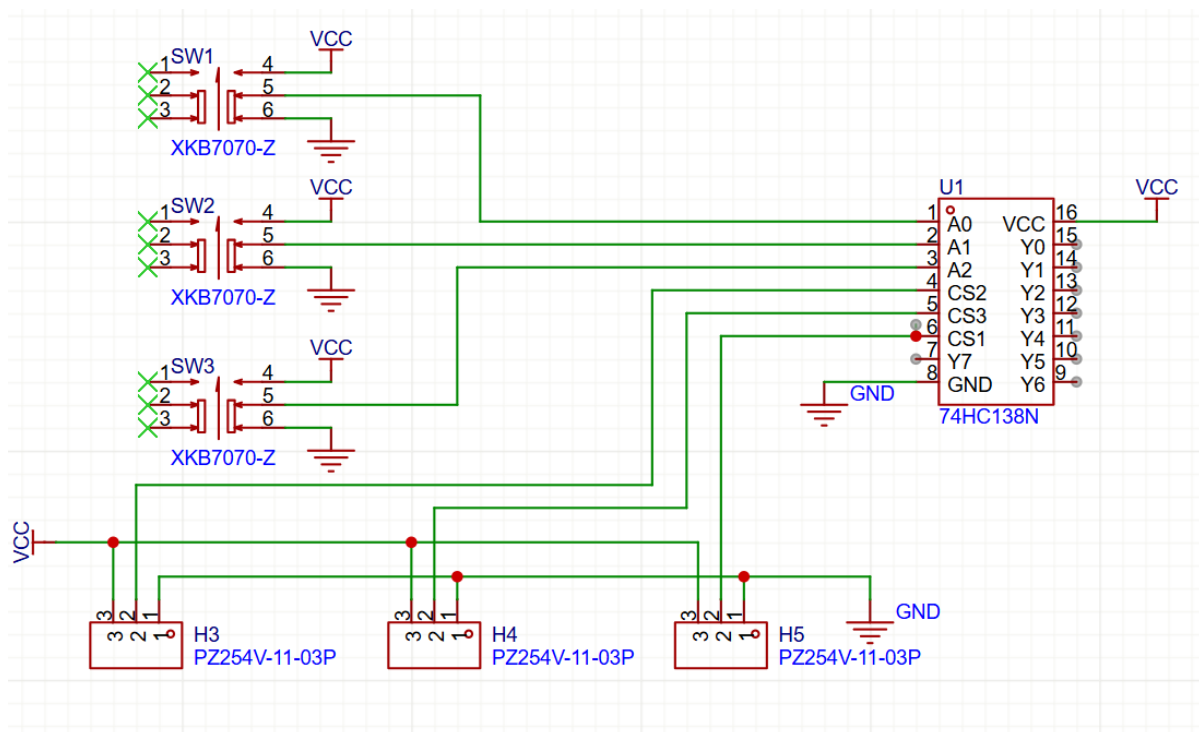 SW1
VCC
1 4
2 5
3 6
XKB7070-Z
SW2
VCC
1 4
2 5
3 6
XKB7070-Z
SW3
VCC
1 4
2 5
3 6
XKB7070-Z
U1
VCC
1 A0 VCC 16
2 A1 Y0 15
3 A2 Y1 14
4 CS2 Y2 13
5 CS3 Y3 12
6 CS1 Y4 11
7 Y7 Y5 10
8 GND Y6 9
GND
74HC138N
VCC
3 2 1
3 2 1
H3
PZ254V-11-03P
3 2 1
3 2 1
H4
PZ254V-11-03P
3 2 1
3 2 1
H5
PZ254V-11-03P
GND